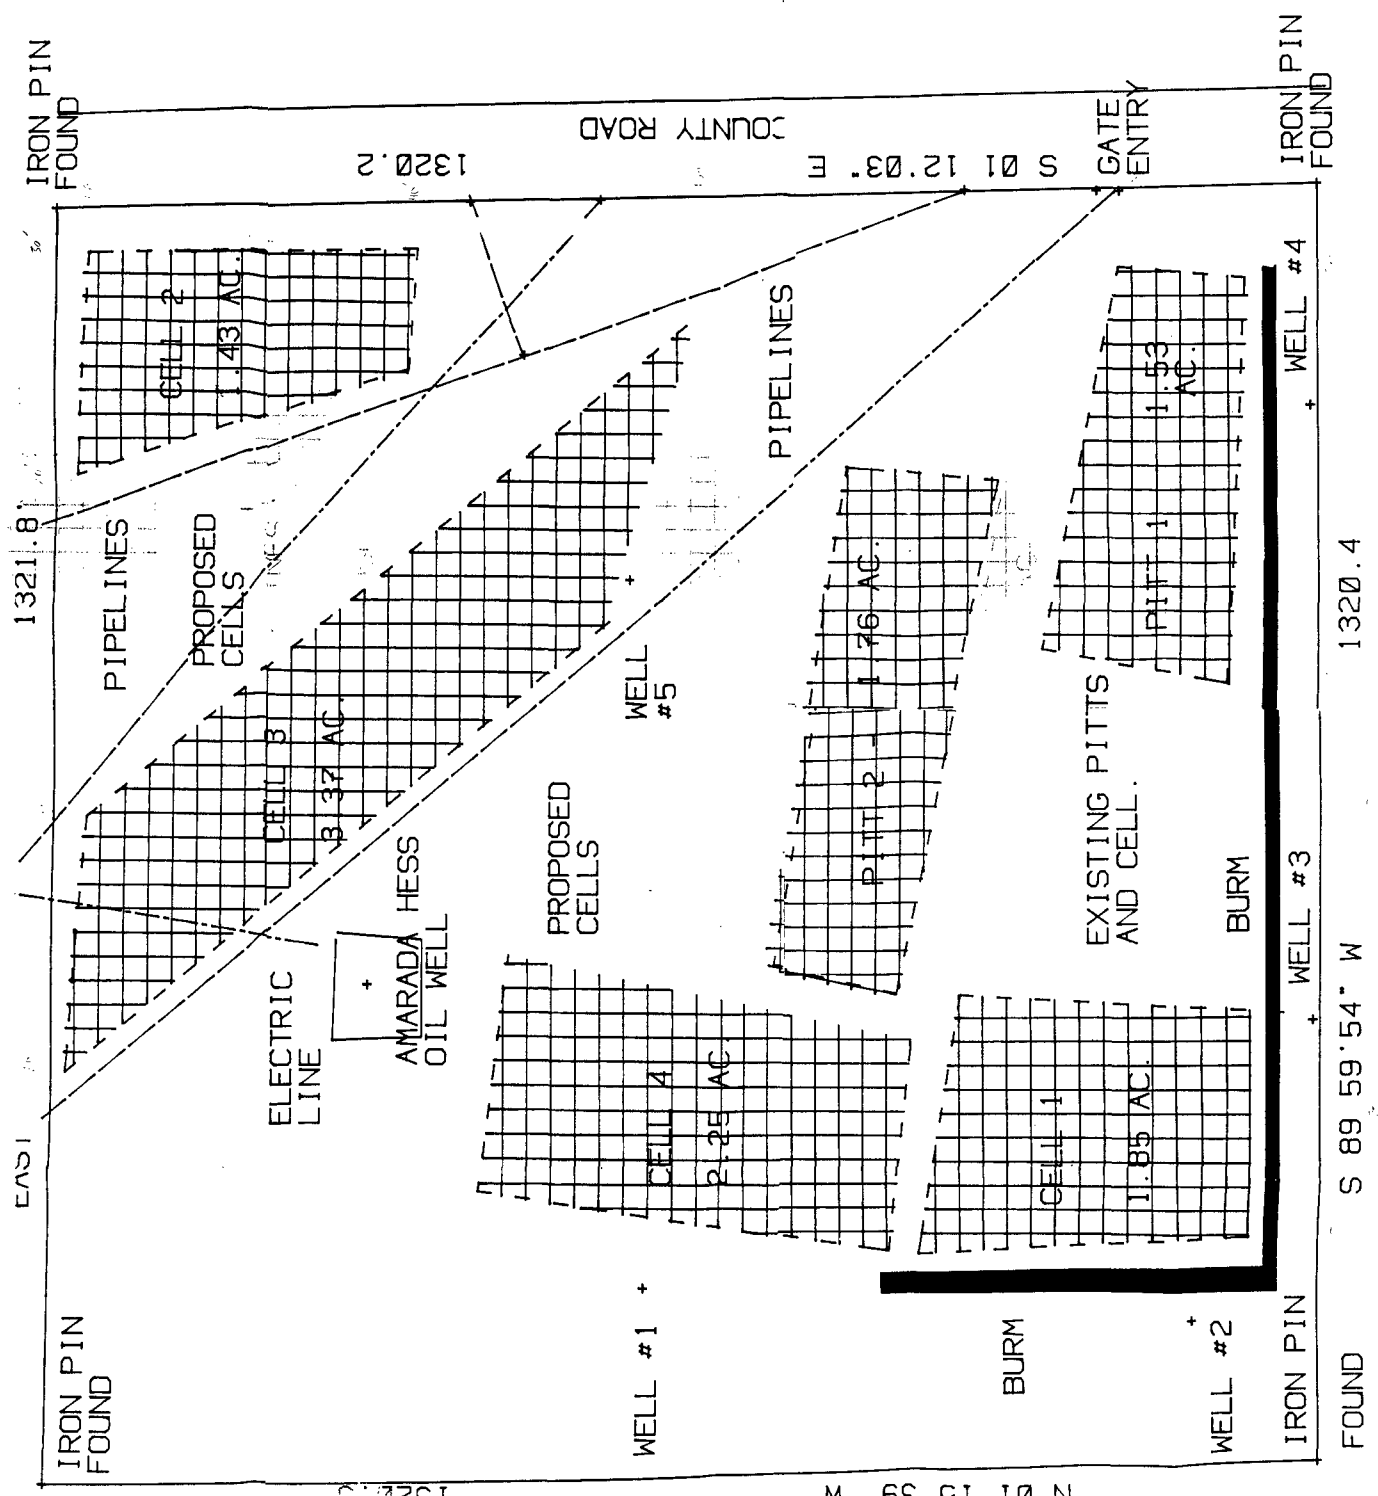 IRON PIN
FOUND
1321.8'
EAST
IRON PIN
FOUND
COUNTY ROAD
1320.2
S 01 12'03" E
GATE
ENTRY
IRON PIN
FOUND
CELL 2
1.43 AC.
PIPELINES
PROPOSED
CELLS
PIPELINES
CELL 3
3.37 AC.
WELL
#5
ELECTRIC
LINE
AMARADA HESS
OIL WELL
PROPOSED
CELLS
PITT 2 - 1.76 AC.
PITT 1 1.53
AC.
WELL #4
EXISTING PITTS
AND CELL.
BURM
WELL #3
CELL 4
2.25 AC.
CELL 1
1.85 AC.
WELL #1
BURM
WELL #2
IRON PIN
FOUND
S 89 59'54" W
1320.4